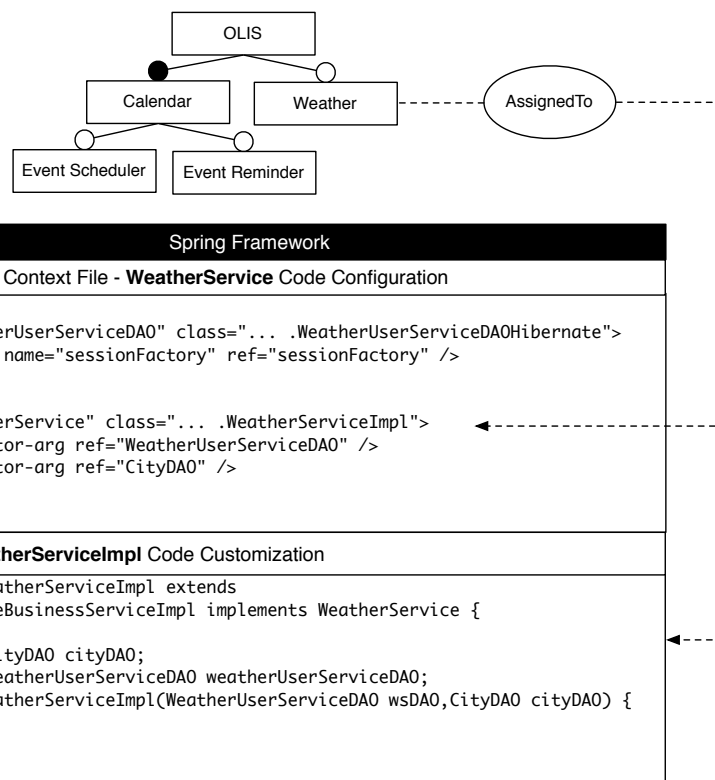 OLIS
Calendar
Weather
AssignedTo
Event Scheduler
Event Reminder
Spring Framework
Context File - WeatherService Code Configuration
erUserServiceDAO" class="... .WeatherUserServiceDAOHibernate">
name="sessionFactory" ref="sessionFactory" />
erService" class="... .WeatherServiceImpl">
tor-arg ref="WeatherUserServiceDAO" />
tor-arg ref="CityDAO" />
therServiceImpl Code Customization
atherServiceImpl extends
eBusinessServiceImpl implements WeatherService {
ityDAO cityDAO;
eatherUserServiceDAO weatherUserServiceDAO;
atherServiceImpl(WeatherUserServiceDAO wsDAO,CityDAO cityDAO) {